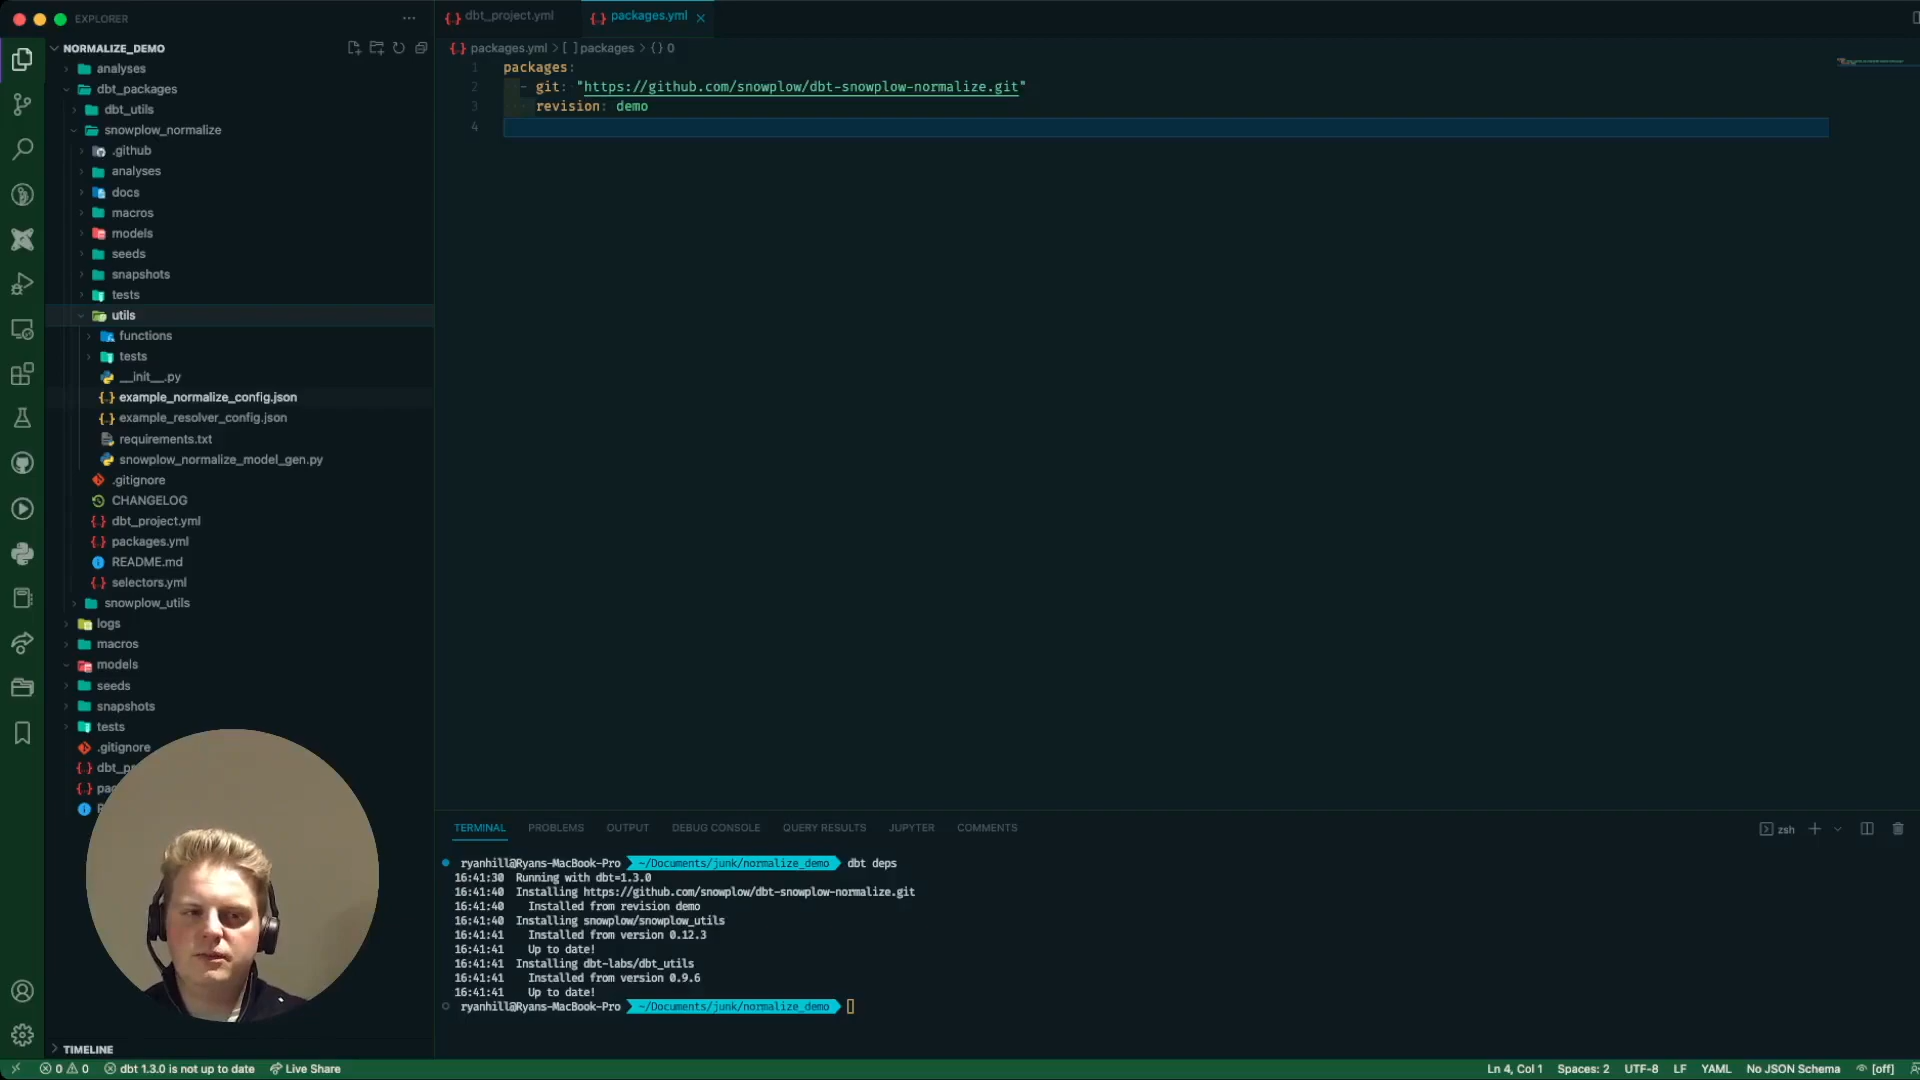 EXPLORER
NORMALIZE_DEMO
analyses
dbt_packages
dbt_utils
snowplow_normalize
.github
analyses
docs
macros
models
seeds
snapshots
tests
utils
functions
tests
__init__.py
example_normalize_config.json
example_resolver_config.json
requirements.txt
snowplow_normalize_model_gen.py
.gitignore
CHANGELOG
dbt_project.yml
packages.yml
README.md
selectors.yml
snowplow_utils
logs
macros
models
seeds
snapshots
tests
.gitignore
TIMELINE
dbt_project.yml
packages.yml
packages.yml > [ ] packages > {} 0
1 packages:
2 - git: "https://github.com/snowplow/dbt-snowplow-normalize.git"
3 revision: demo
4
TERMINAL PROBLEMS OUTPUT DEBUG CONSOLE QUERY RESULTS JUPYTER COMMENTS
zsh
ryanhill@Ryans-MacBook-Pro ~/Documents/junk/normalize_demo dbt deps
16:41:30 Running with dbt=1.3.0
16:41:40 Installing https://github.com/snowplow/dbt-snowplow-normalize.git
16:41:40 Installed from revision demo
16:41:40 Installing snowplow/snowplow_utils
16:41:41 Installed from version 0.12.3
16:41:41 Up to date!
16:41:41 Installing dbt-labs/dbt_utils
16:41:41 Installed from version 0.9.6
16:41:41 Up to date!
ryanhill@Ryans-MacBook-Pro ~/Documents/junk/normalize_demo
0 0 dbt 1.3.0 is not up to date Live Share
Ln 4, Col 1 Spaces: 2 UTF-8 LF YAML No JSON Schema [off]